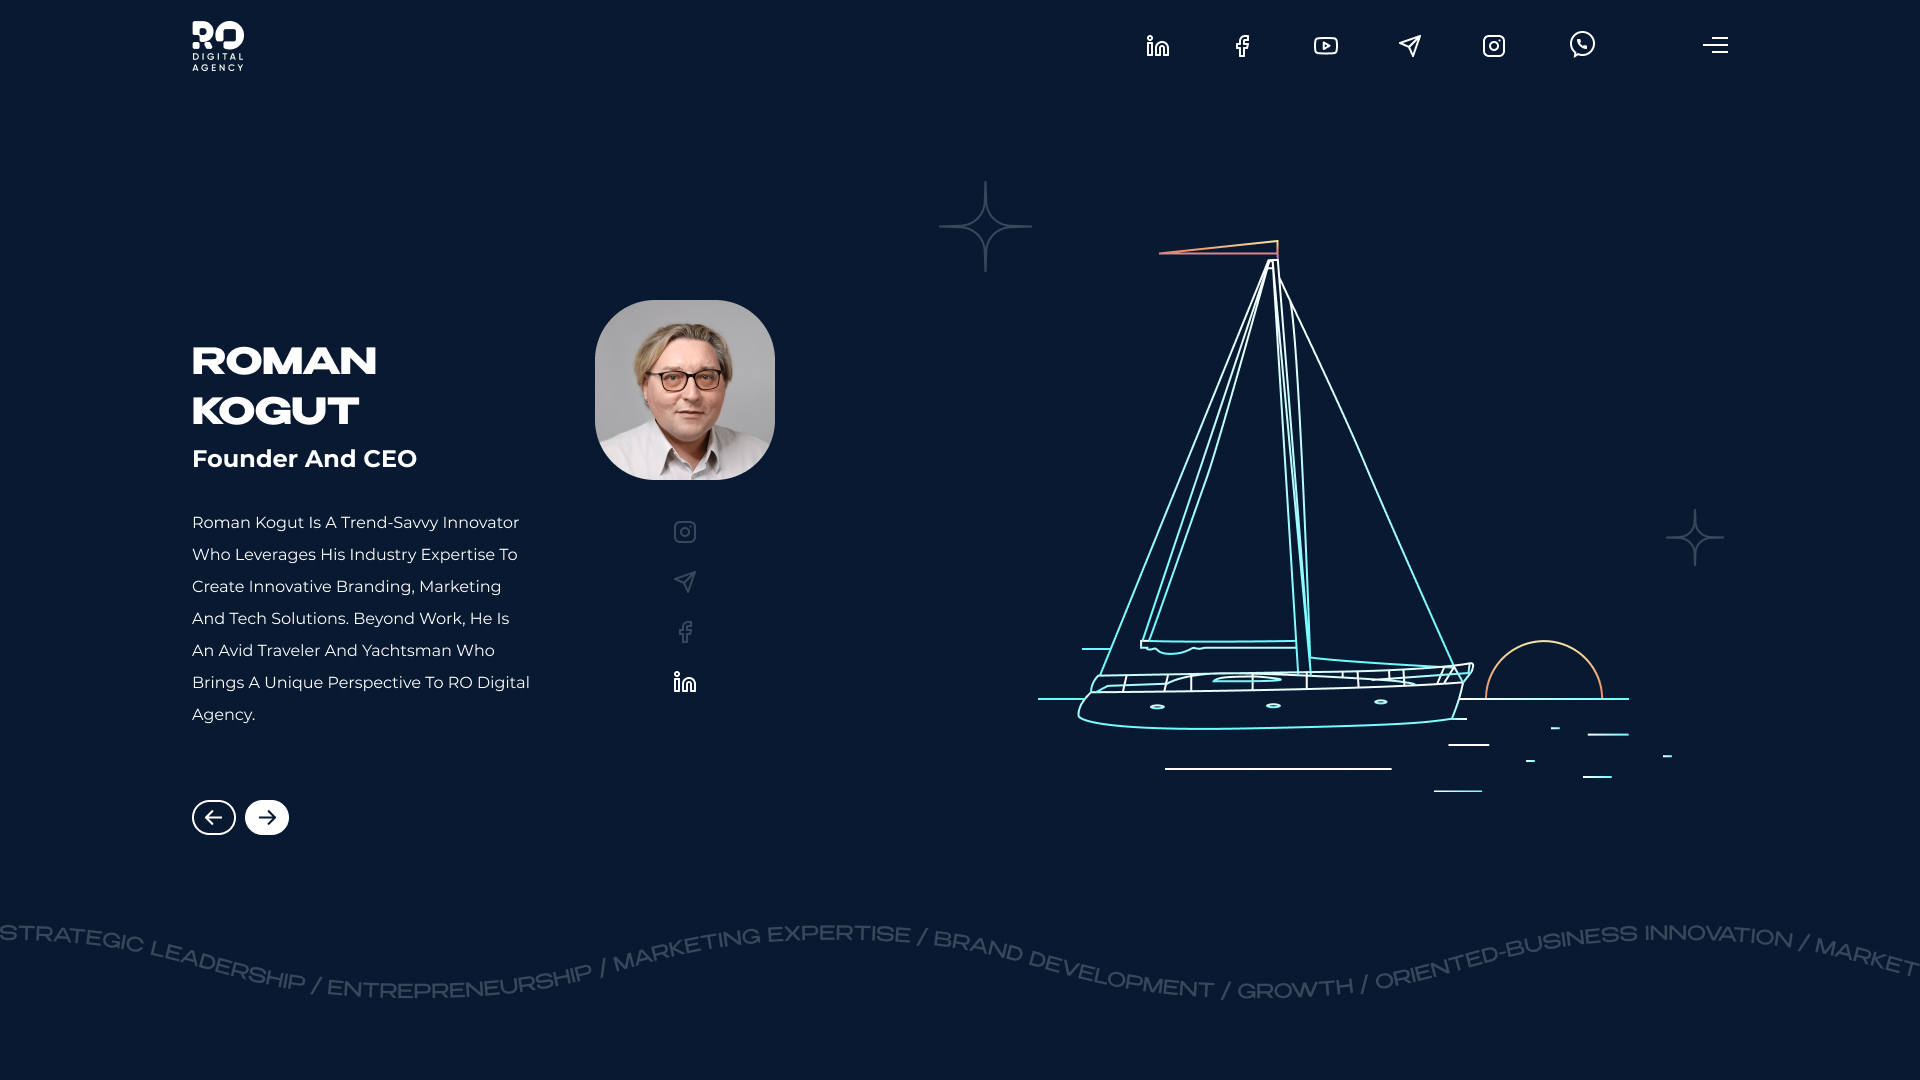 RO
DIGITAL
AGENCY
ROMAN
KOGUT
Founder And CEO
Roman Kogut Is A Trend-Savvy Innovator
Who Leverages His Industry Expertise To
Create Innovative Branding, Marketing
And Tech Solutions. Beyond Work, He Is
An Avid Traveler And Yachtsman Who
Brings A Unique Perspective To RO Digital
Agency.
STRATEGIC LEADERSHIP / ENTREPRENEURSHIP / MARKETING EXPERTISE / BRAND DEVELOPMENT / GROWTH / ORIENTED-BUSINESS INNOVATION / MARKET